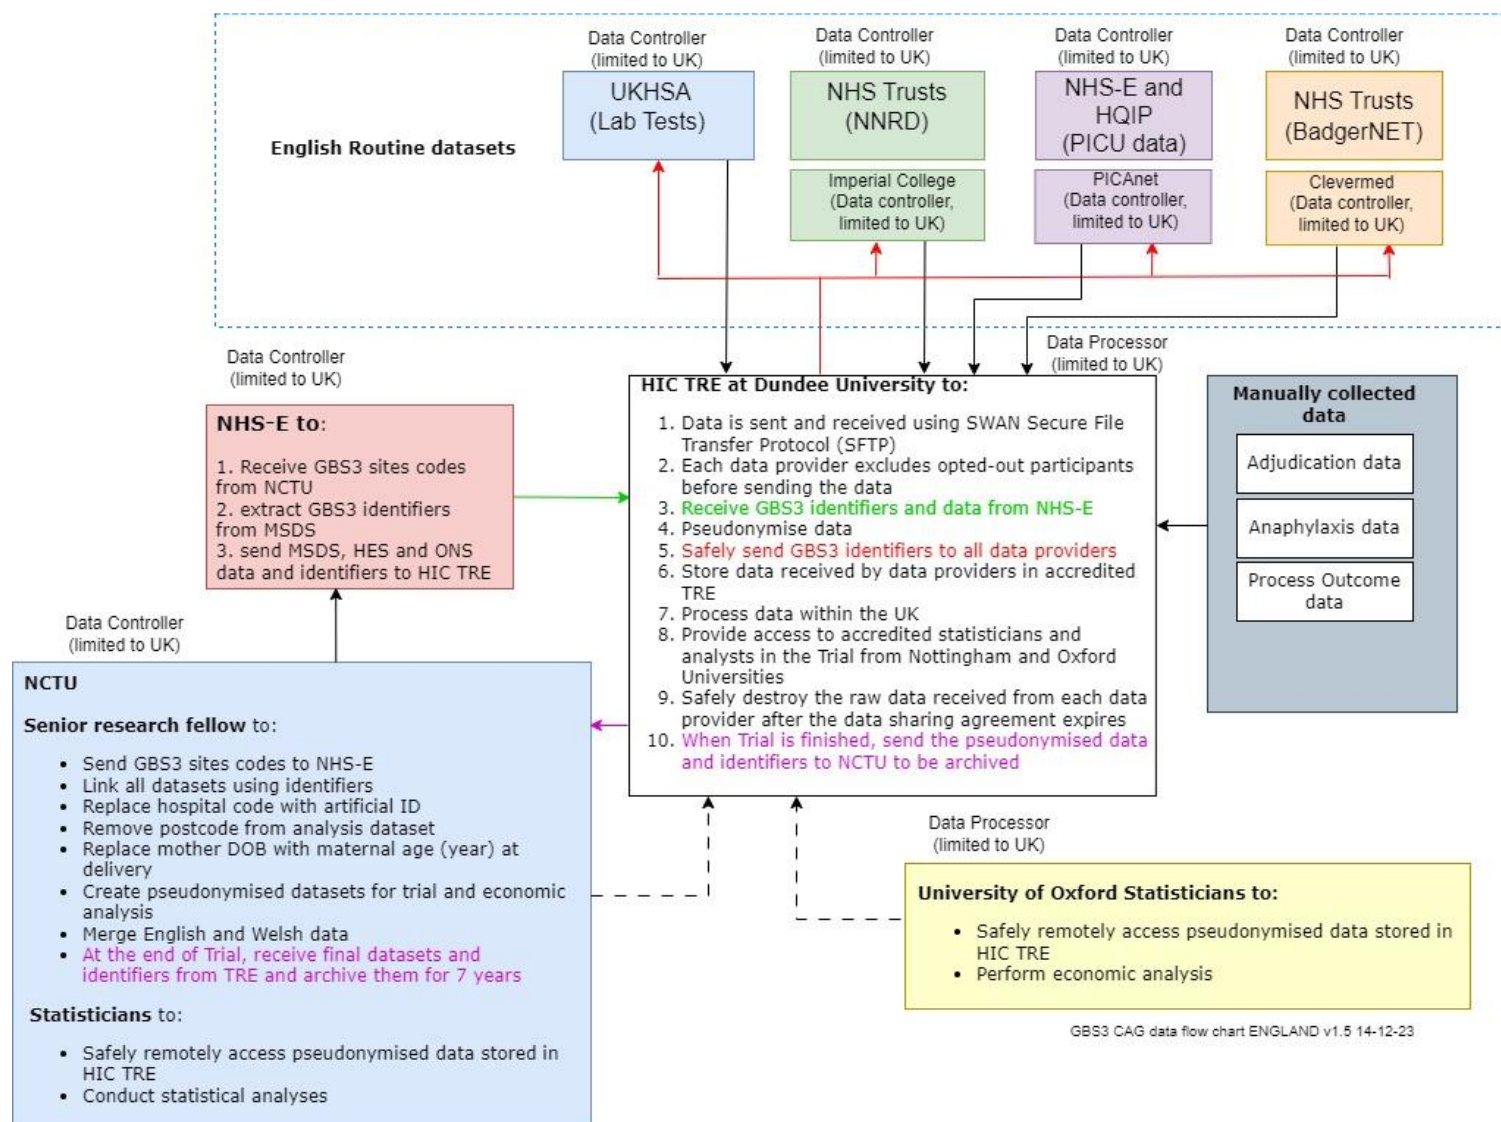 Data Controller
(limited to UK)
Data Controller
(limited to UK)
Data Controller
(limited to UK)
Data Controller
(limited to UK)
English Routine datasets
UKHSA
(Lab Tests)
NHS Trusts
(NNRD)
NHS-E and
HQIP
(PICU data)
NHS Trusts
(BadgerNET)
Imperial College
(Data controller,
limited to UK)
PICAnet
(Data controller,
limited to UK)
Clevermed
(Data controller,
limited to UK)
Data Controller
(limited to UK)
NHS-E to:
1. Receive GBS3 sites codes
from NCTU
2. extract GBS3 identifiers
from MSDS
3. send MSDS, HES and ONS
data and identifiers to HIC TRE
Data Processor
(limited to UK)
HIC TRE at Dundee University to:
1. Data is sent and received using SWAN Secure File
Transfer Protocol (SFTP)
2. Each data provider excludes opted-out participants
before sending the data
3. Receive GBS3 identifiers and data from NHS-E
4. Pseudonymise data
5. Safely send GBS3 identifiers to all data providers
6. Store data received by data providers in accredited
TRE
7. Process data within the UK
8. Provide access to accredited statisticians and
analysts in the Trial from Nottingham and Oxford
Universities
9. Safely destroy the raw data received from each data
provider after the data sharing agreement expires
10. When Trial is finished, send the pseudonymised data
and identifiers to NCTU to be archived
Manually collected
data
Adjudication data
Anaphylaxis data
Process Outcome
data
Data Controller
(limited to UK)
NCTU
Senior research fellow to:
• Send GBS3 sites codes to NHS-E
• Link all datasets using identifiers
• Replace hospital code with artificial ID
• Remove postcode from analysis dataset
• Replace mother DOB with maternal age (year) at
delivery
• Create pseudonymised datasets for trial and economic
analysis
• Merge English and Welsh data
• At the end of Trial, receive final datasets and
identifiers from TRE and archive them for 7 years
Statisticians to:
• Safely remotely access pseudonymised data stored in
HIC TRE
• Conduct statistical analyses
Data Processor
(limited to UK)
University of Oxford Statisticians to:
• Safely remotely access pseudonymised data stored in
HIC TRE
• Perform economic analysis
GBS3 CAG data flow chart ENGLAND v1.5 14-12-23